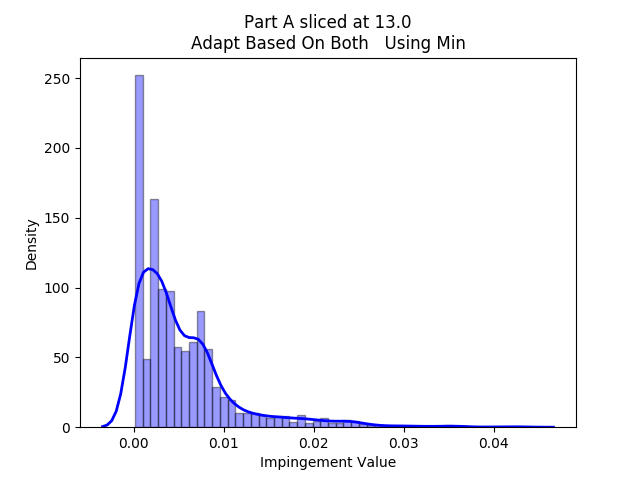 Part A sliced at 13.0
Adapt Based On Both   Using Min
250
200
150
100
50
0
Density
0.00 0.01 0.02 0.03 0.04
Impingement Value